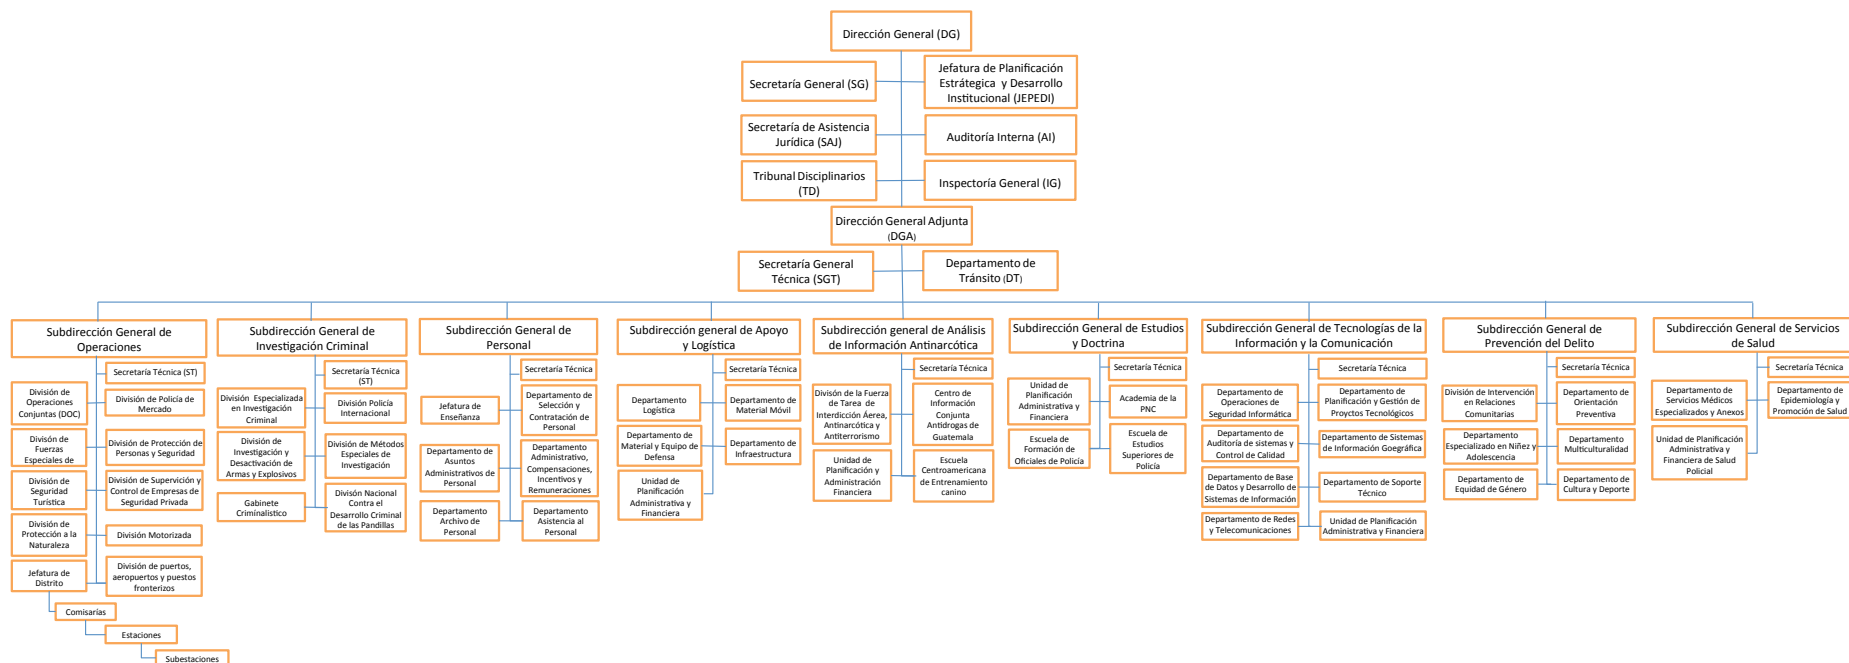 Dirección General (DG)
Secretaría General (SG)
Jefatura de Planificación
Estrátegica y Desarrollo
Institucional (JEPEDI)
Secretaría de Asistencia
Jurídica (SAJ)
Auditoría Interna (AI)
Tribunal Disciplinarios
(TD)
Inspectoría General (IG)
Dirección General Adjunta
(DGA)
Secretaría General
Técnica (SGT)
Departamento de
Tránsito (DT)
Subdirección General de
Operaciones
Secretaría Técnica (ST)
División de
Operaciones
Conjuntas (DOC)
División de Policía de
Mercado
División de
Fuerzas
Especiales de
División de Protección de
Personas y Seguridad
División de
Seguridad
Turística
División de Supervición y
Control de Empresas de
Seguridad Privada
División de
Protección a la
Naturaleza
División Motorizada
Jefatura de
Distrito
División de puertos,
aeropuertos y puestos
fronterizos
Comisarías
Estaciones
Subestaciones
Subdirección General de
Investigación Criminal
Secretaría Técnica
(ST)
División Especializada
en Investigación
Criminal
División Policía
Internacional
División de
Investigación y
Desactivación de
Armas y Explosivos
División de Métodos
Especiales de
Investigación
Gabinete
Criminalistico
Divisón Nacional
Contra el
Desarrollo Criminal
de las Pandillas
Subdirección General de
Personal
Secretaría Técnica
Jefatura de
Enseñanza
Departamento de
Selección y
Contratación de
Personal
Departamento de
Asuntos
Administrativos de
Personal
Departamento
Administrativo,
Compensaciones,
Incentivos y
Remuneraciones
Departamento
Archivo de
Personal
Departamento
Asistencia al
Personal
Subdirección general de Apoyo
y Logística
Secretaría Técnica
Departamento
Logística
Departamento de
Material Móvil
Departamento de
Material y Equipo de
Defensa
Departamento de
Infraestructura
Unidad de
Planificación
Administrativa y
Financiera
Subdirección general de Análisis
de Información Antinarcótica
Secretaría Técnica
División de la Fuerza
de Tarea de
Interdicción Áerea,
Antinarcótica y
Antiterrorismo
Centro de
Información
Conjunta
Antidrogas de
Guatemala
Unidad de
Planificación y
Administración
Financiera
Escuela
Centroamericana
de Entrenamiento
canino
Subdirección General de Estudios
y Doctrina
Secretaría Técnica
Unidad de
Planificación
Administrativa y
Financiera
Academia de la
PNC
Escuela de
Formación de
Oficiales de Policía
Escuela de
Estudios
Superiores de
Policía
Subdirección General de Tecnologías de la
Información y la Comunicación
Secretaría Técnica
Departamento de
Operaciones de
Seguridad Informática
Departamento de
Planificación y Gestión de
Proyctos Tecnológicos
Departamento de
Auditoría de sistemas y
Control de Calidad
Departamento de Sistemas
de Información Goegráfica
Departamento de Base
de Datos y Desarrollo de
Sistemas de Información
Departamento de Soporte
Técnico
Departamento de Redes
y Telecomunicaciones
Unidad de Planificación
Administrativa y Financiera
Subdirección General de
Prevención del Delito
Secretaría Técnica
División de Intervención
en Relaciones
Comunitarias
Departamento de
Orientación
Preventiva
Departamento
Especializado en Niñez y
Adolescencia
Departamento
Multiculturalidad
Departamento de
Equidad de Género
Departamento de
Cultura y Deporte
Subdirección General de Servicios
de Salud
Secretaría Técnica
Departamento de
Servicios Médicos
Especializados y Anexos
Departamento de
Epidemiología y
Promoción de Salud
Unidad de Planificación
Administrativa y
Financiera de Salud
Policial